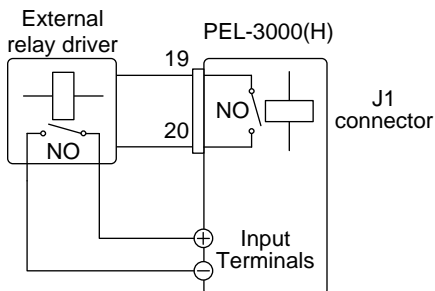 External
relay driver
PEL-3000(H)
19
NO
J1
connector
20
NO
Input
Terminals